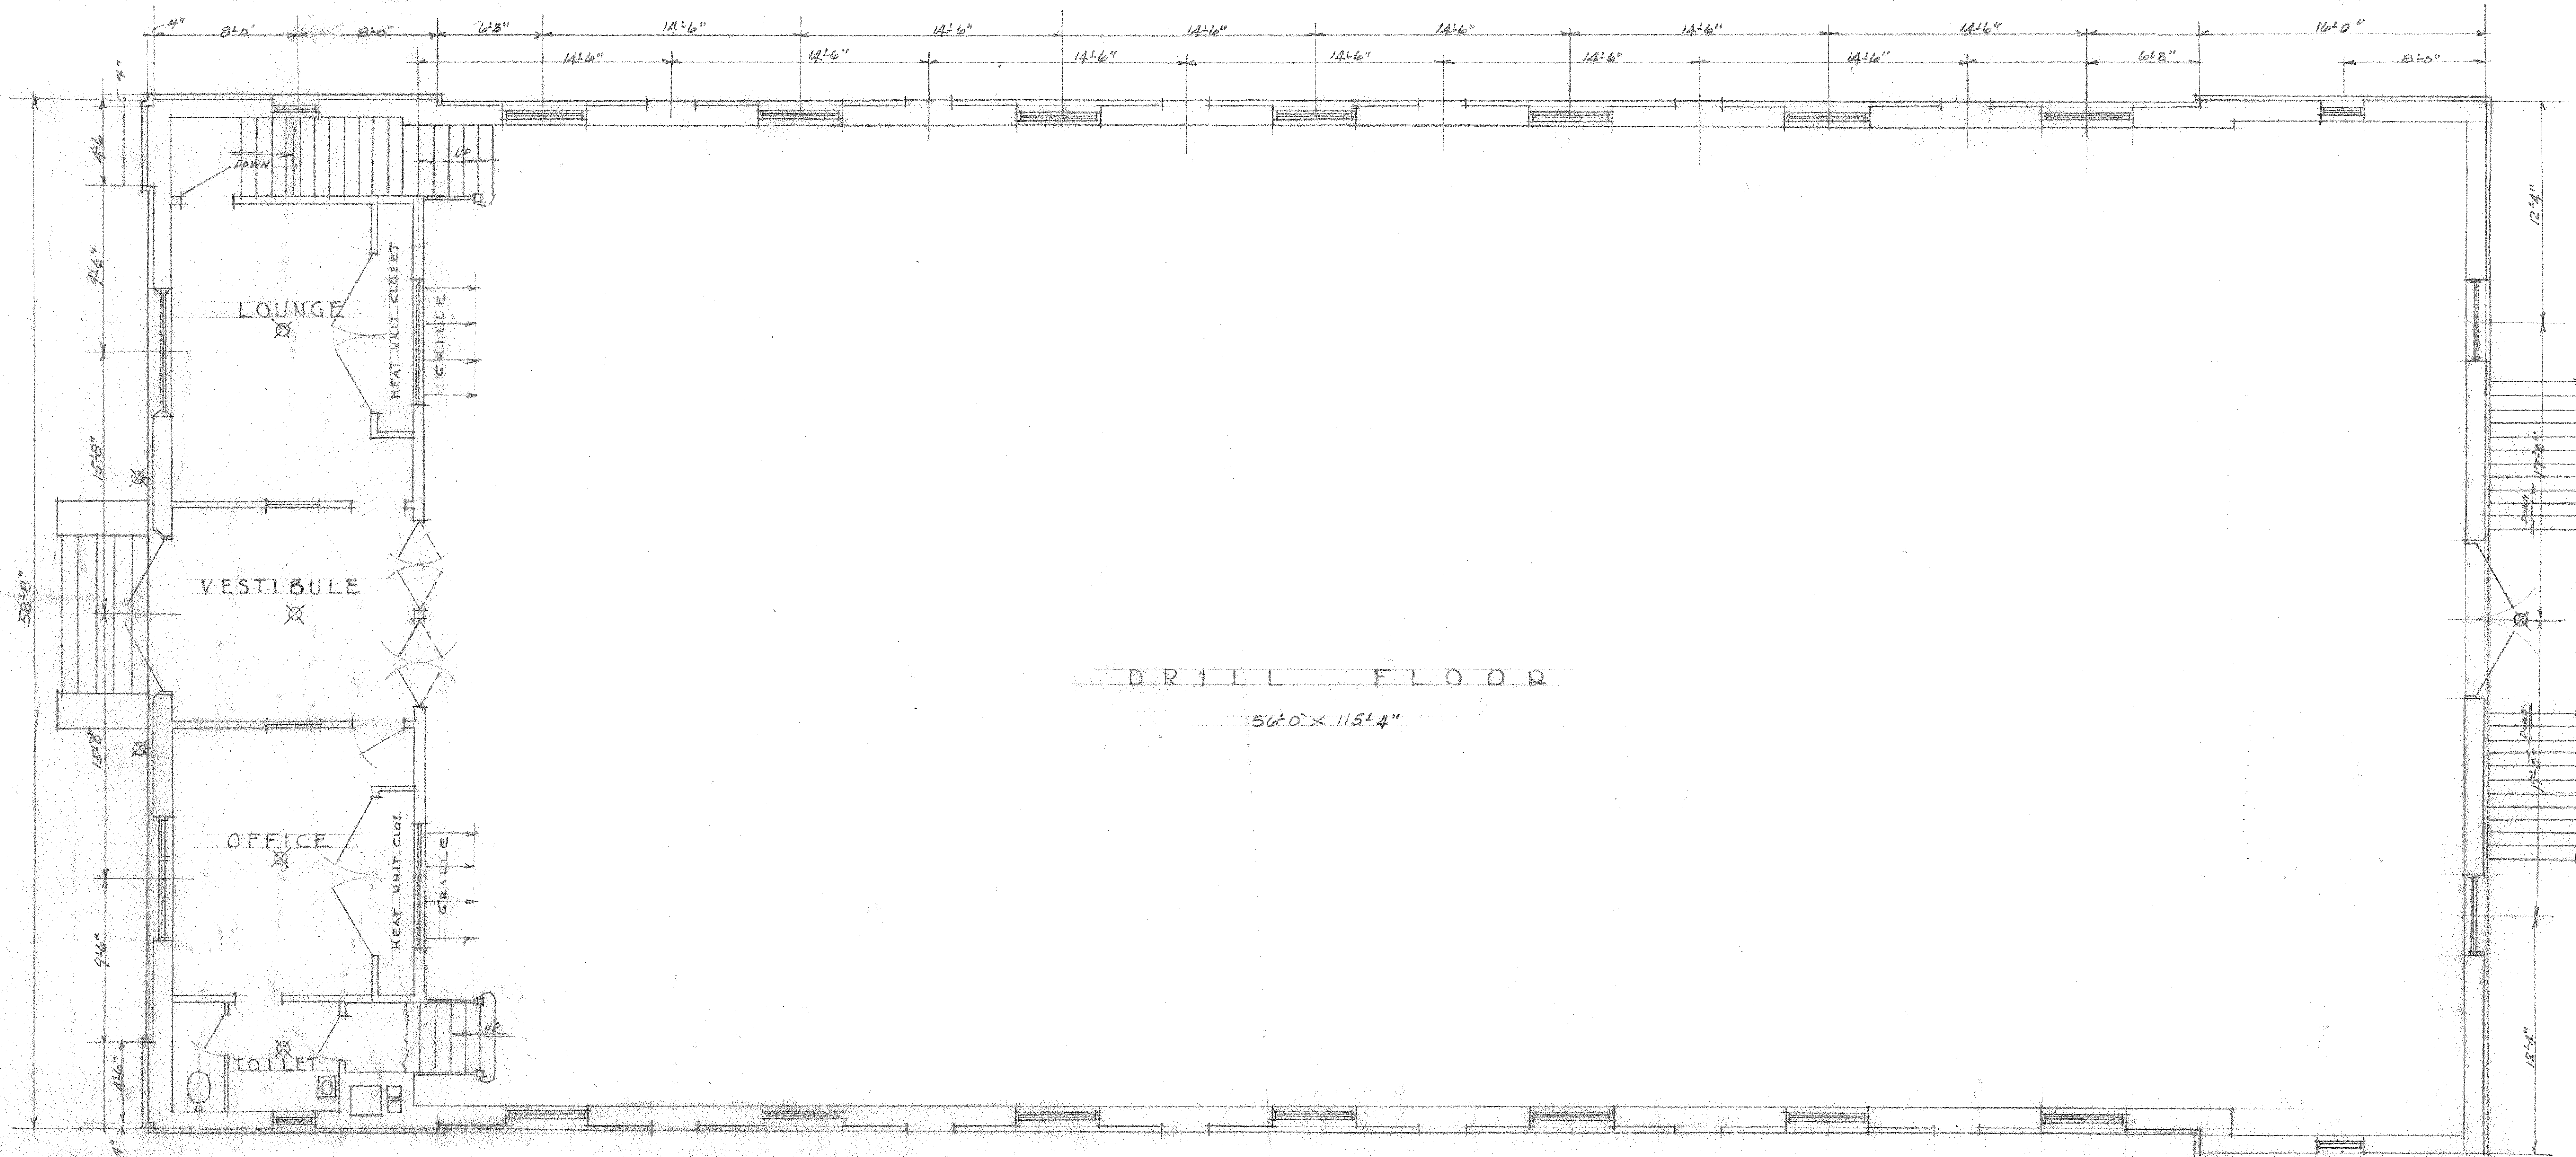 4" 8'-0" 8'-0" 6'-3" 14'-6" 14'-6" 14'-6" 14'-6" 14'-6" 14'-6" 16'-0"
14'-6" 14'-6" 14'-6" 14'-6" 14'-6" 14'-6" 6'-3" 8'-0"
4"
4'-6
9'-6"
15'-8"
58'-8"
15'-8"
9'-6"
4'-6"
4"
DOWN
UP
LOUNGE
HEAT UNIT CLOSET
GRILLE
VESTIBULE
DRILL FLOOR
56'-0" X 115'-4"
OFFICE
HEAT UNIT CLOS.
GRILLE
UP
TOILET
12'-4"
DOWN
DOWN
12'-4"